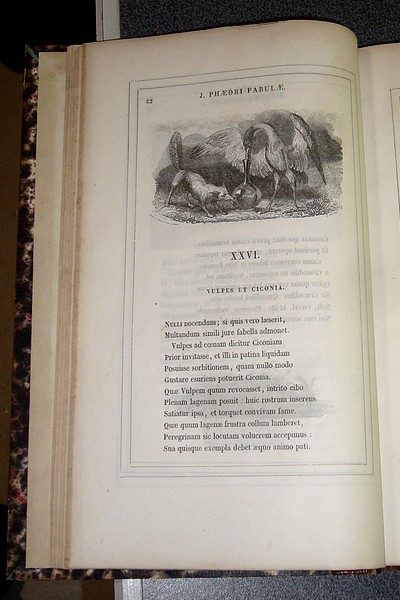 32
J. PHÆDRI FABULÆ.
XXVI.
VULPES ET CICONIA.
NULLI nocendum; si quis vero læserit,
Multandum simili jure fabella admonet.
Vulpes ad cœnam dicitur Ciconiam
Prior invitasse, et illi in patina liquidam
Posuisse sorbitionem, quam nullo modo
Gustare esuriens potuerit Ciconia.
Quæ Vulpem quum revocasset, intrito cibo
Plenam lagenam posuit: huic rostrum inserens
Satiatur ipsa, et torquet convivam fame.
Quæ quum lagenæ frustra collum lamberet,
Peregrinam sic locutam volucrem accepimus:
Sua quisque exempla debet æquo animo pati.